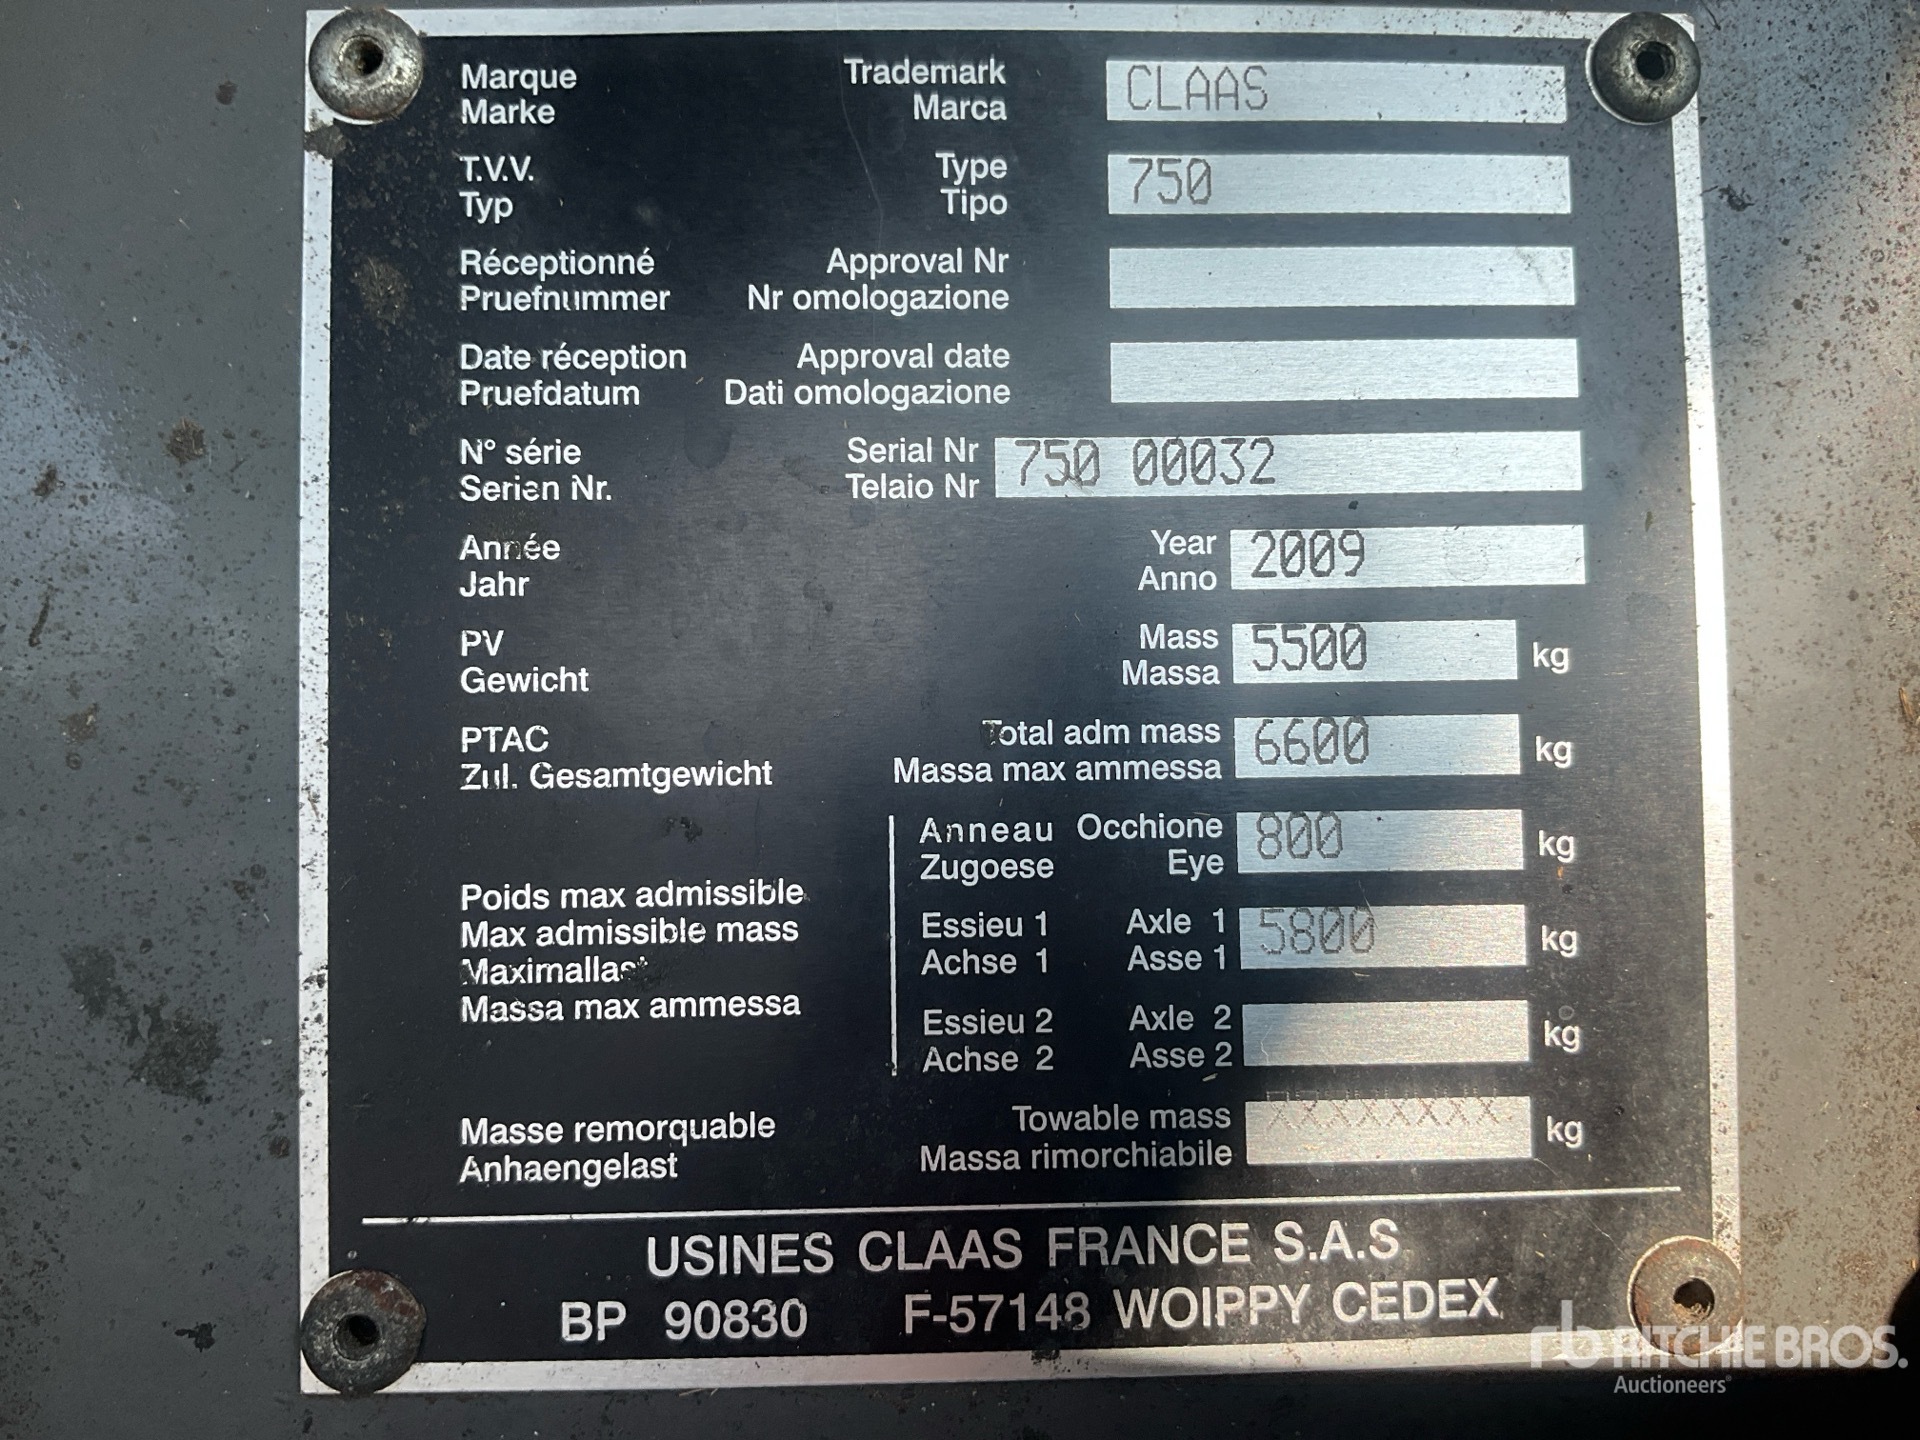 Marque Trademark CLAAS
Marke Marca
T.V.V. Type 750
Typ Tipo
Réceptionné Approval Nr
Pruefnummer Nr omologazione
Date réception Approval date
Pruefdatum Dati omologazione
N° série Serial Nr 750 00032
Serien Nr. Telaio Nr
Année Year 2009
Jahr Anno
PV Mass 5500 kg
Gewicht Massa
PTAC Total adm mass 6600 kg
Zul. Gesamtgewicht Massa max ammessa
Anneau Occhione 800 kg
Zugoese Eye
Poids max admissible
Max admissible mass
Maximallast
Massa max ammessa
Essieu 1 Axle 1 5800 kg
Achse 1 Asse 1
Essieu 2 Axle 2 kg
Achse 2 Asse 2
Masse remorquable Towable mass XXXXXXXX kg
Anhaengelast Massa rimorchiabile
USINES CLAAS FRANCE S.A.S
BP 90830 F-57148 WOIPPY CEDEX
rb RITCHIE BROS.
Auctioneers